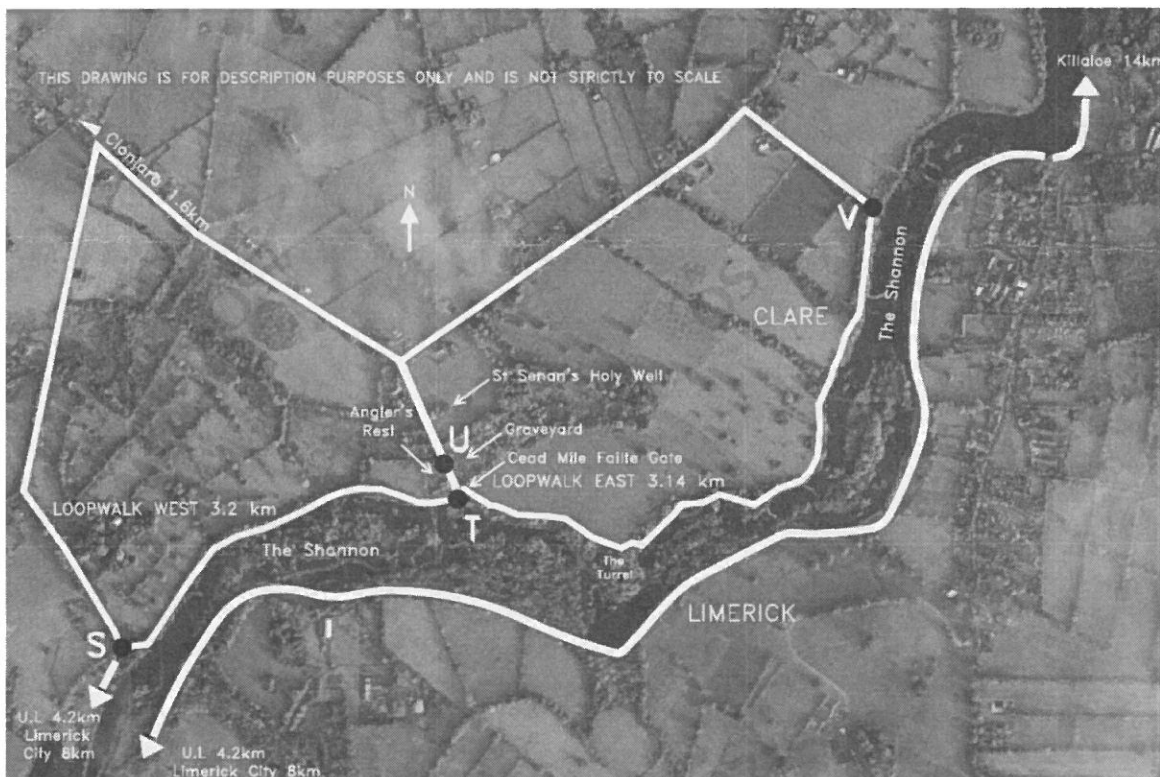 THIS DRAWING IS FOR DESCRIPTION PURPOSES ONLY AND IS NOT STRICTLY TO SCALE
Killaloe 14km
Clonlara 1.6km
N
V
The Shannon
CLARE
St Senan's Holy Well
Angler's
Rest
U
Graveyard
Cead Mile Failte Gate
LOOPWALK EAST 3.14 km
LOOPWALK WEST 3.2 km
T
The Shannon
The
Turret
LIMERICK
S
U.L 4.2km
Limerick
City 8km
U.L 4.2km
Limerick City 8km